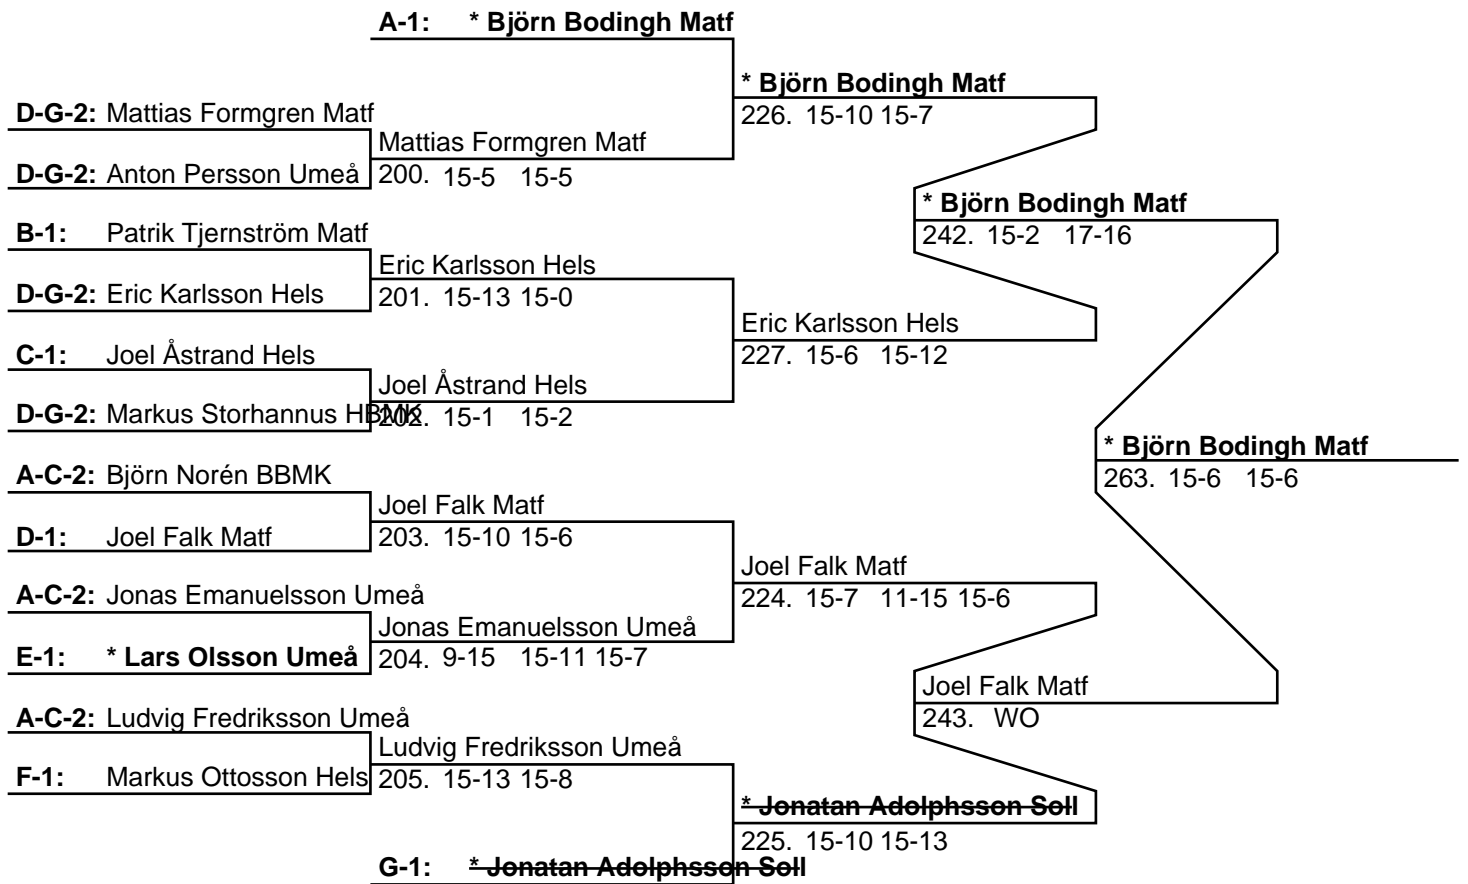 A-1: * Björn Bodingh Matf
* Björn Bodingh Matf
D-G-2: Mattias Formgren Matf
226. 15-10 15-7
Mattias Formgren Matf
D-G-2: Anton Persson Umeå
200. 15-5 15-5
* Björn Bodingh Matf
B-1: Patrik Tjernström Matf
242. 15-2 17-16
Eric Karlsson Hels
D-G-2: Eric Karlsson Hels
201. 15-13 15-0
Eric Karlsson Hels
C-1: Joel Åstrand Hels
227. 15-6 15-12
Joel Åstrand Hels
D-G-2: Markus Storhannus HBMK
202. 15-1 15-2
* Björn Bodingh Matf
A-C-2: Björn Norén BBMK
263. 15-6 15-6
Joel Falk Matf
D-1: Joel Falk Matf
203. 15-10 15-6
Joel Falk Matf
A-C-2: Jonas Emanuelsson Umeå
224. 15-7 11-15 15-6
Jonas Emanuelsson Umeå
E-1: * Lars Olsson Umeå
204. 9-15 15-11 15-7
Joel Falk Matf
A-C-2: Ludvig Fredriksson Umeå
243. WO
Ludvig Fredriksson Umeå
F-1: Markus Ottosson Hels
205. 15-13 15-8
* Jonatan Adolphsson Soll
225. 15-10 15-13
G-1: * Jonatan Adolphsson Soll